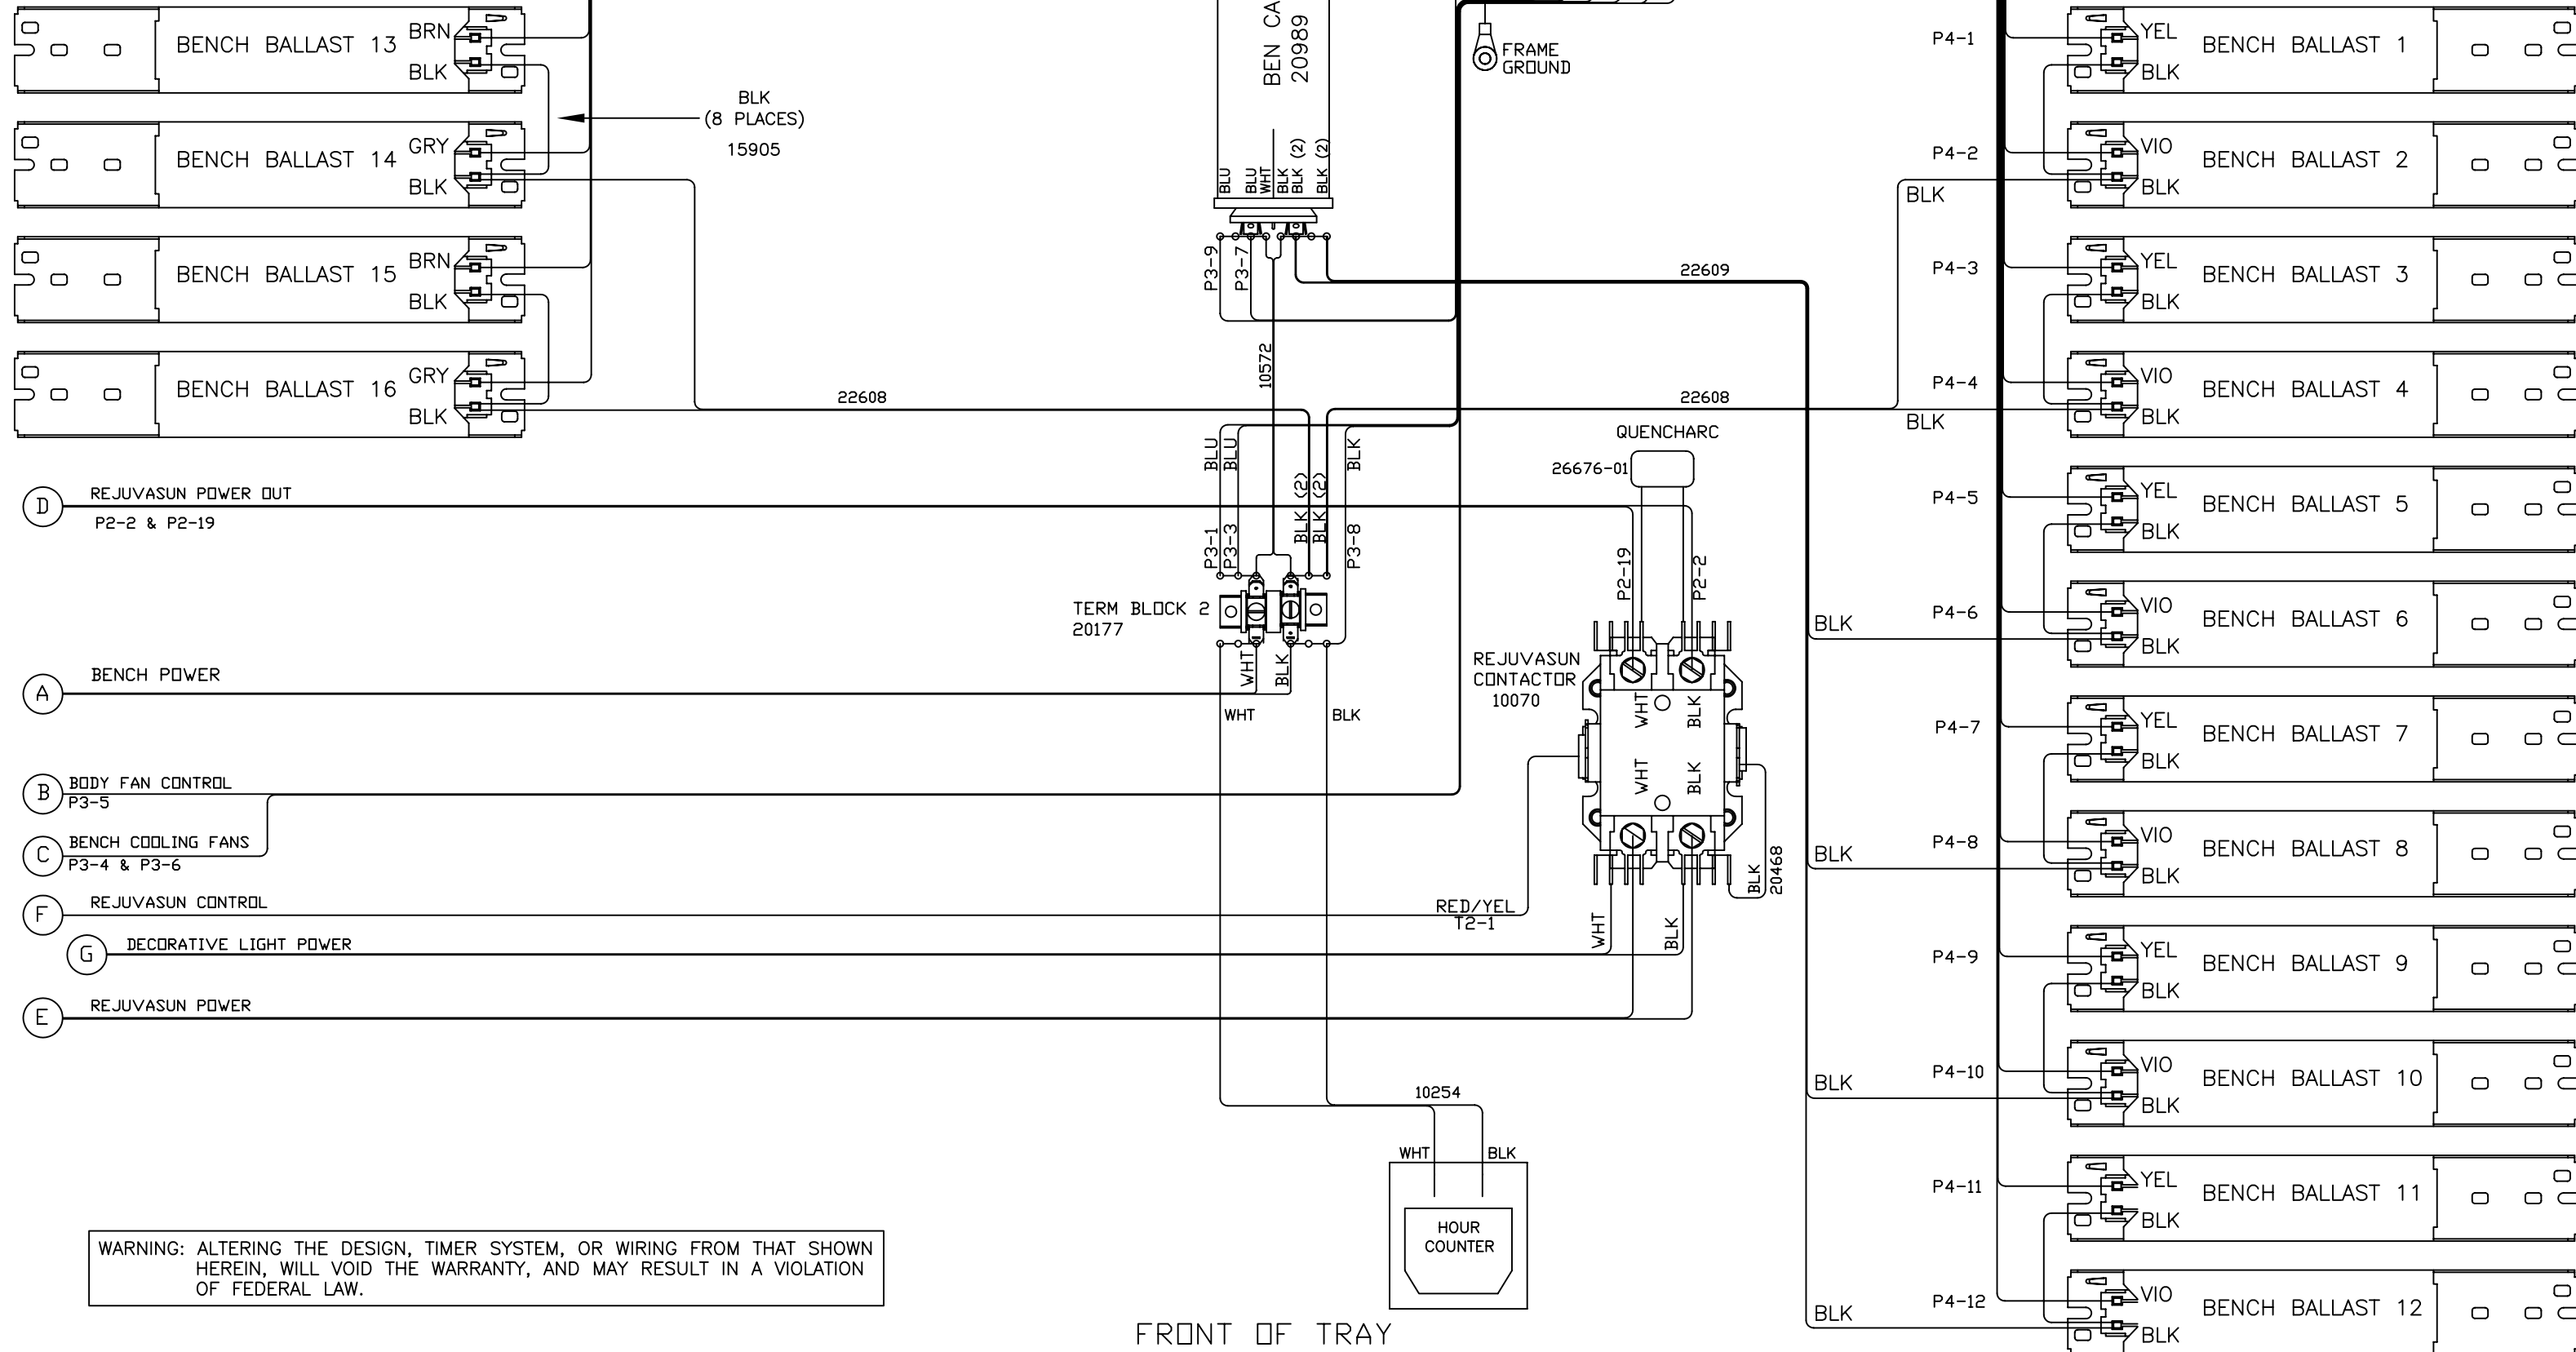 BENCH BALLAST 13
BRN
BLK
BENCH BALLAST 14
GRY
BLK
BENCH BALLAST 15
BRN
BLK
BENCH BALLAST 16
GRY
BLK
BLK
(8 PLACES)
15905
22608
BEN CA
20989
BLU
BLU
WHT
BLK
BLK (2)
BLK (2)
P3-9
P3-7
10572
FRAME
GROUND
22609
22608
BLU
BLU
BLK (2)
BLK (2)
BLK
P3-1
P3-3
P3-8
TERM BLOCK 2
20177
WHT
BLK
WHT
BLK
QUENCHARC
26676-01
P2-19
P2-2
REJUVASUN
CONTACTOR
10070
WHT
BLK
WHT
BLK
BLK
20468
RED/YEL
T2-1
WHT
BLK
D
REJUVASUN POWER OUT
P2-2 & P2-19
A
BENCH POWER
B
BODY FAN CONTROL
P3-5
C
BENCH COOLING FANS
P3-4 & P3-6
F
REJUVASUN CONTROL
G
DECORATIVE LIGHT POWER
E
REJUVASUN POWER
10254
WHT
BLK
HOUR
COUNTER
WARNING: ALTERING THE DESIGN, TIMER SYSTEM, OR WIRING FROM THAT SHOWN
HEREIN, WILL VOID THE WARRANTY, AND MAY RESULT IN A VIOLATION
OF FEDERAL LAW.
FRONT OF TRAY
P4-1
YEL
BLK
BENCH BALLAST 1
P4-2
VIO
BLK
BENCH BALLAST 2
BLK
P4-3
YEL
BLK
BENCH BALLAST 3
P4-4
VIO
BLK
BENCH BALLAST 4
BLK
P4-5
YEL
BLK
BENCH BALLAST 5
P4-6
VIO
BLK
BENCH BALLAST 6
BLK
P4-7
YEL
BLK
BENCH BALLAST 7
P4-8
VIO
BLK
BENCH BALLAST 8
BLK
P4-9
YEL
BLK
BENCH BALLAST 9
P4-10
VIO
BLK
BENCH BALLAST 10
BLK
P4-11
YEL
BLK
BENCH BALLAST 11
P4-12
VIO
BLK
BENCH BALLAST 12
BLK